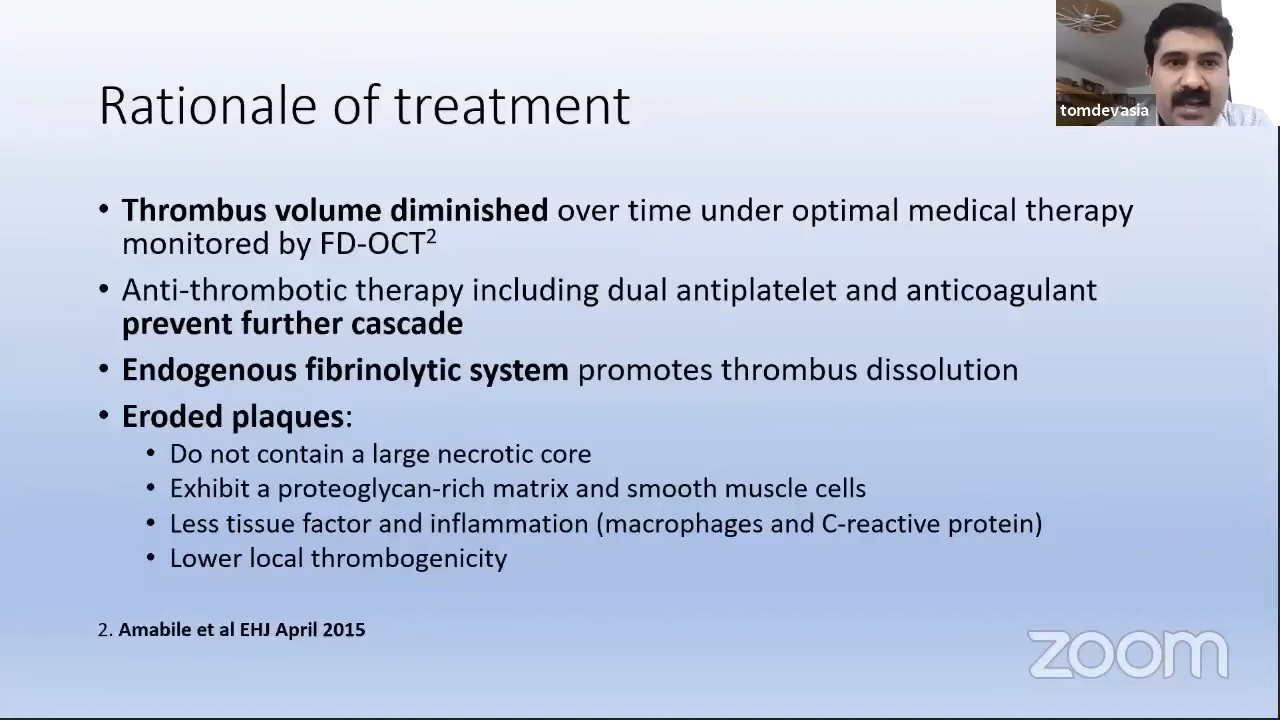 tomdevasia
Rationale of treatment
• Thrombus volume diminished over time under optimal medical therapy
monitored by FD-OCT2
• Anti-thrombotic therapy including dual antiplatelet and anticoagulant
prevent further cascade
• Endogenous fibrinolytic system promotes thrombus dissolution
• Eroded plaques:
• Do not contain a large necrotic core
• Exhibit a proteoglycan-rich matrix and smooth muscle cells
• Less tissue factor and inflammation (macrophages and C-reactive protein)
• Lower local thrombogenicity
2. Amabile et al EHJ April 2015
zoom